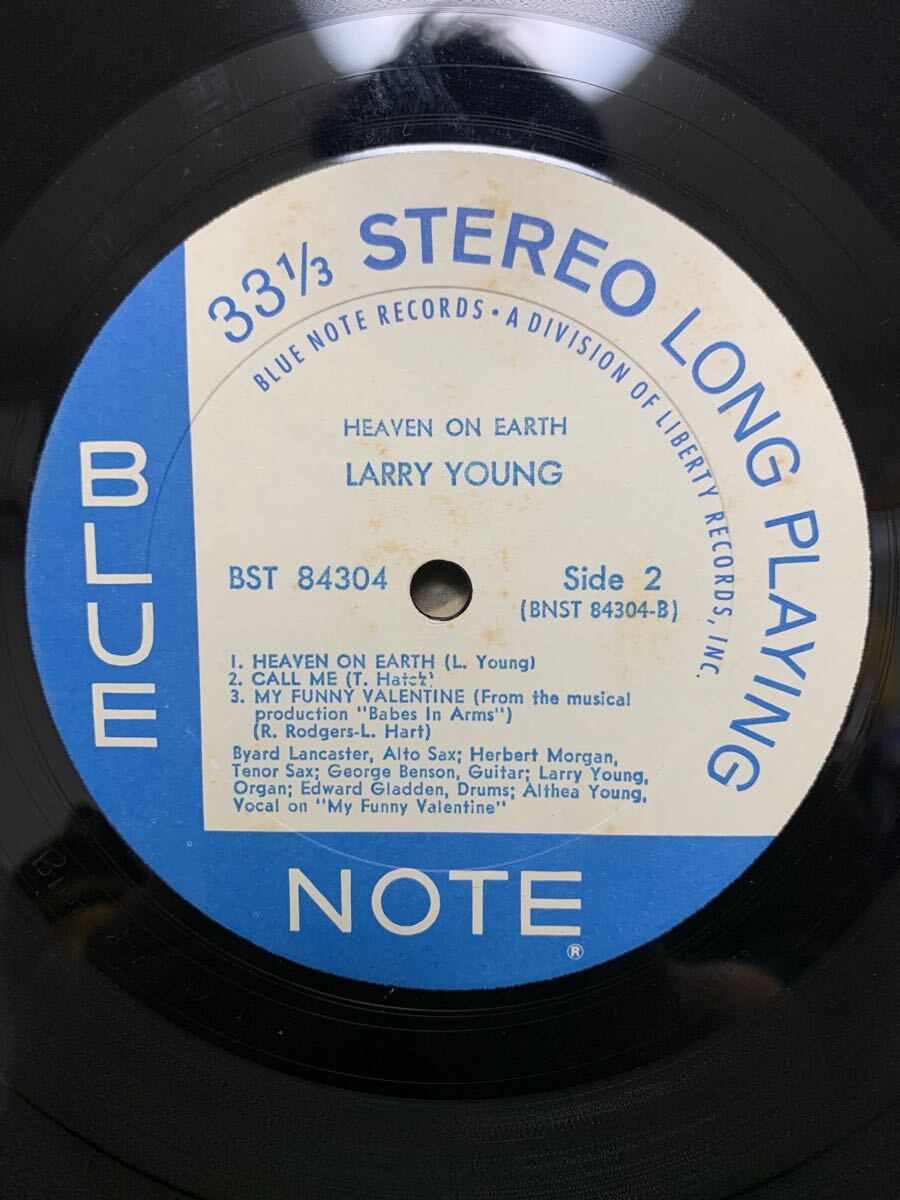 33⅓ STEREO LONG PLAYING
BLUE NOTE RECORDS • A DIVISION OF LIBERTY RECORDS, INC.
HEAVEN ON EARTH
LARRY YOUNG
BST 84304
Side 2
(BNST 84304-B)
1. HEAVEN ON EARTH (L. Young)
2. CALL ME (T. Hatch)
3. MY FUNNY VALENTINE (From the musical
production "Babes In Arms")
(R. Rodgers-L. Hart)
Byard Lancaster, Alto Sax; Herbert Morgan,
Tenor Sax; George Benson, Guitar; Larry Young,
Organ; Edward Gladden, Drums; Althea Young,
Vocal on "My Funny Valentine"
BLUE
NOTE
®